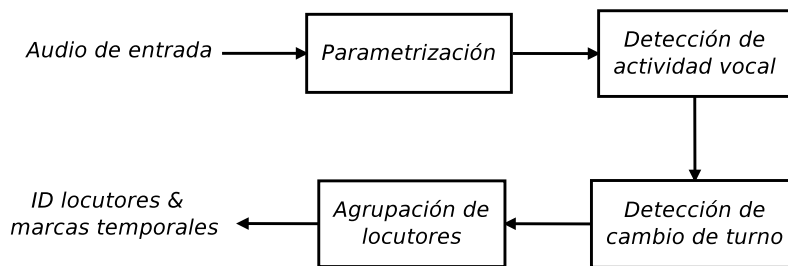 Audio de entrada
Parametrización
Detección de
actividad vocal
Detección de
cambio de turno
Agrupación de
locutores
ID locutores &
marcas temporales